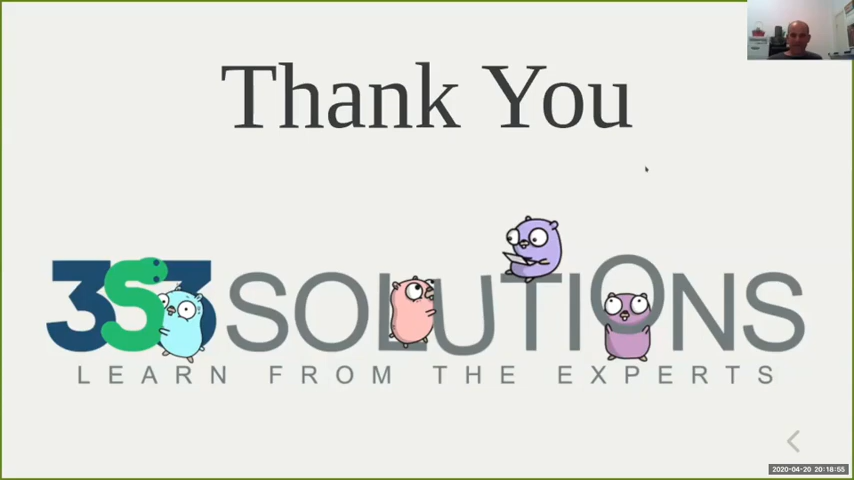 Thank You
353 SOLUTIONS
LEARN FROM THE EXPERTS
2020-04-20 20:18:55